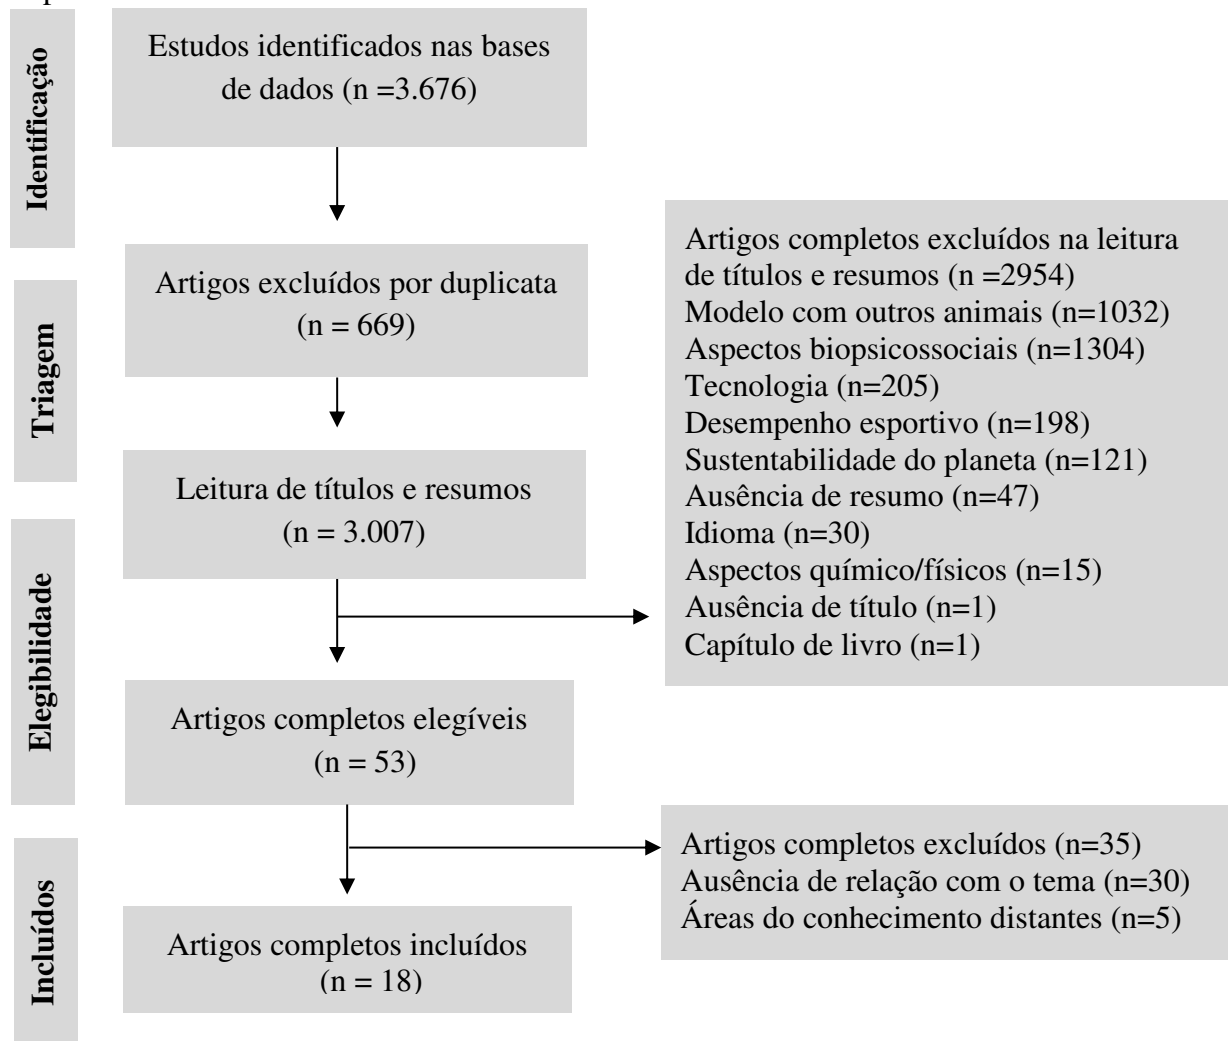 Identificação
Estudos identificados nas bases
de dados (n =3.676)
Triagem
Artigos excluídos por duplicata
(n = 669)
Leitura de títulos e resumos
(n = 3.007)
Artigos completos excluídos na leitura
de títulos e resumos (n =2954)
Modelo com outros animais (n=1032)
Aspectos biopsicossociais (n=1304)
Tecnologia (n=205)
Desempenho esportivo (n=198)
Sustentabilidade do planeta (n=121)
Ausência de resumo (n=47)
Idioma (n=30)
Aspectos químico/físicos (n=15)
Ausência de título (n=1)
Capítulo de livro (n=1)
Elegibilidade
Artigos completos elegíveis
(n = 53)
Artigos completos excluídos (n=35)
Ausência de relação com o tema (n=30)
Áreas do conhecimento distantes (n=5)
Incluídos
Artigos completos incluídos
(n = 18)